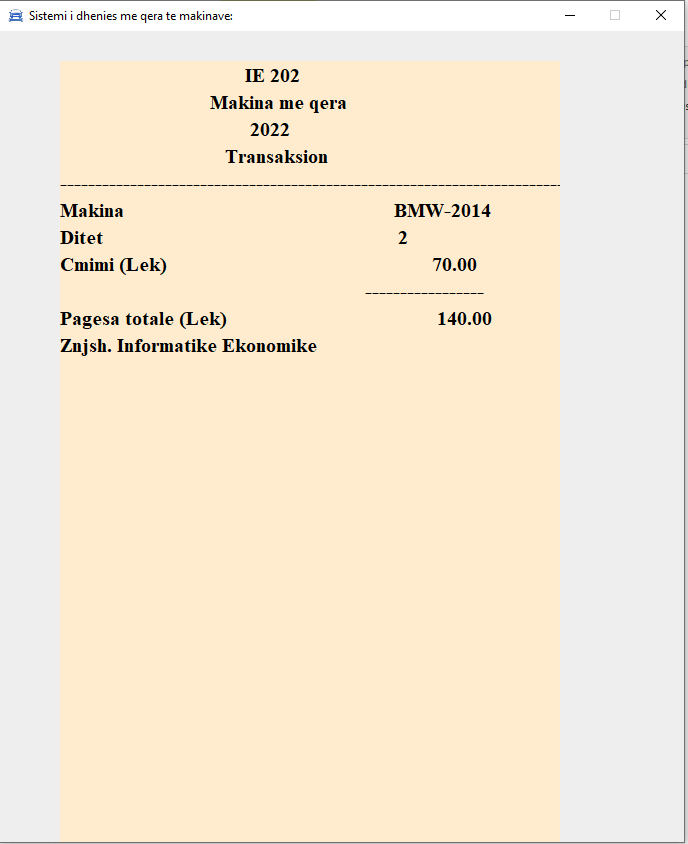 Sistemi i dhenies me qera te makinave:
IE 202
Makina me qera
2022
Transaksion
Makina BMW-2014
Ditet 2
Cmimi (Lek) 70.00
Pagesa totale (Lek) 140.00
Znjsh. Informatike Ekonomike